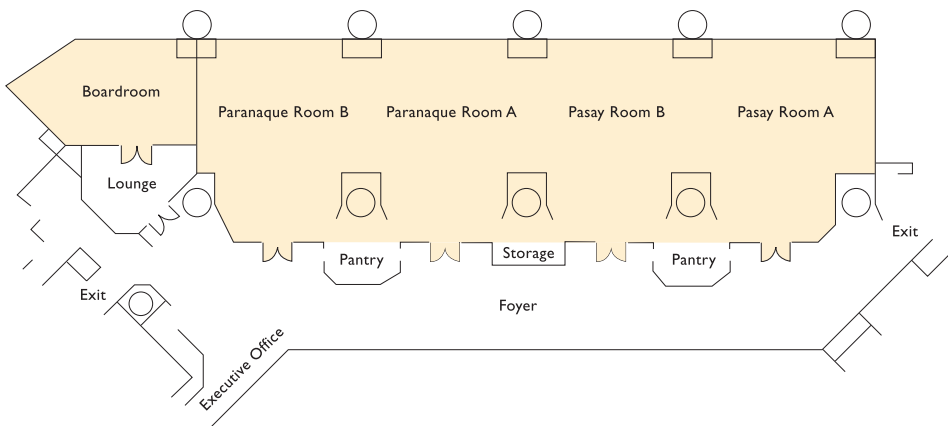 Boardroom
Paranaque Room B
Paranaque Room A
Pasay Room B
Pasay Room A
Lounge
Exit
Pantry
Storage
Pantry
Exit
Foyer
Executive Office